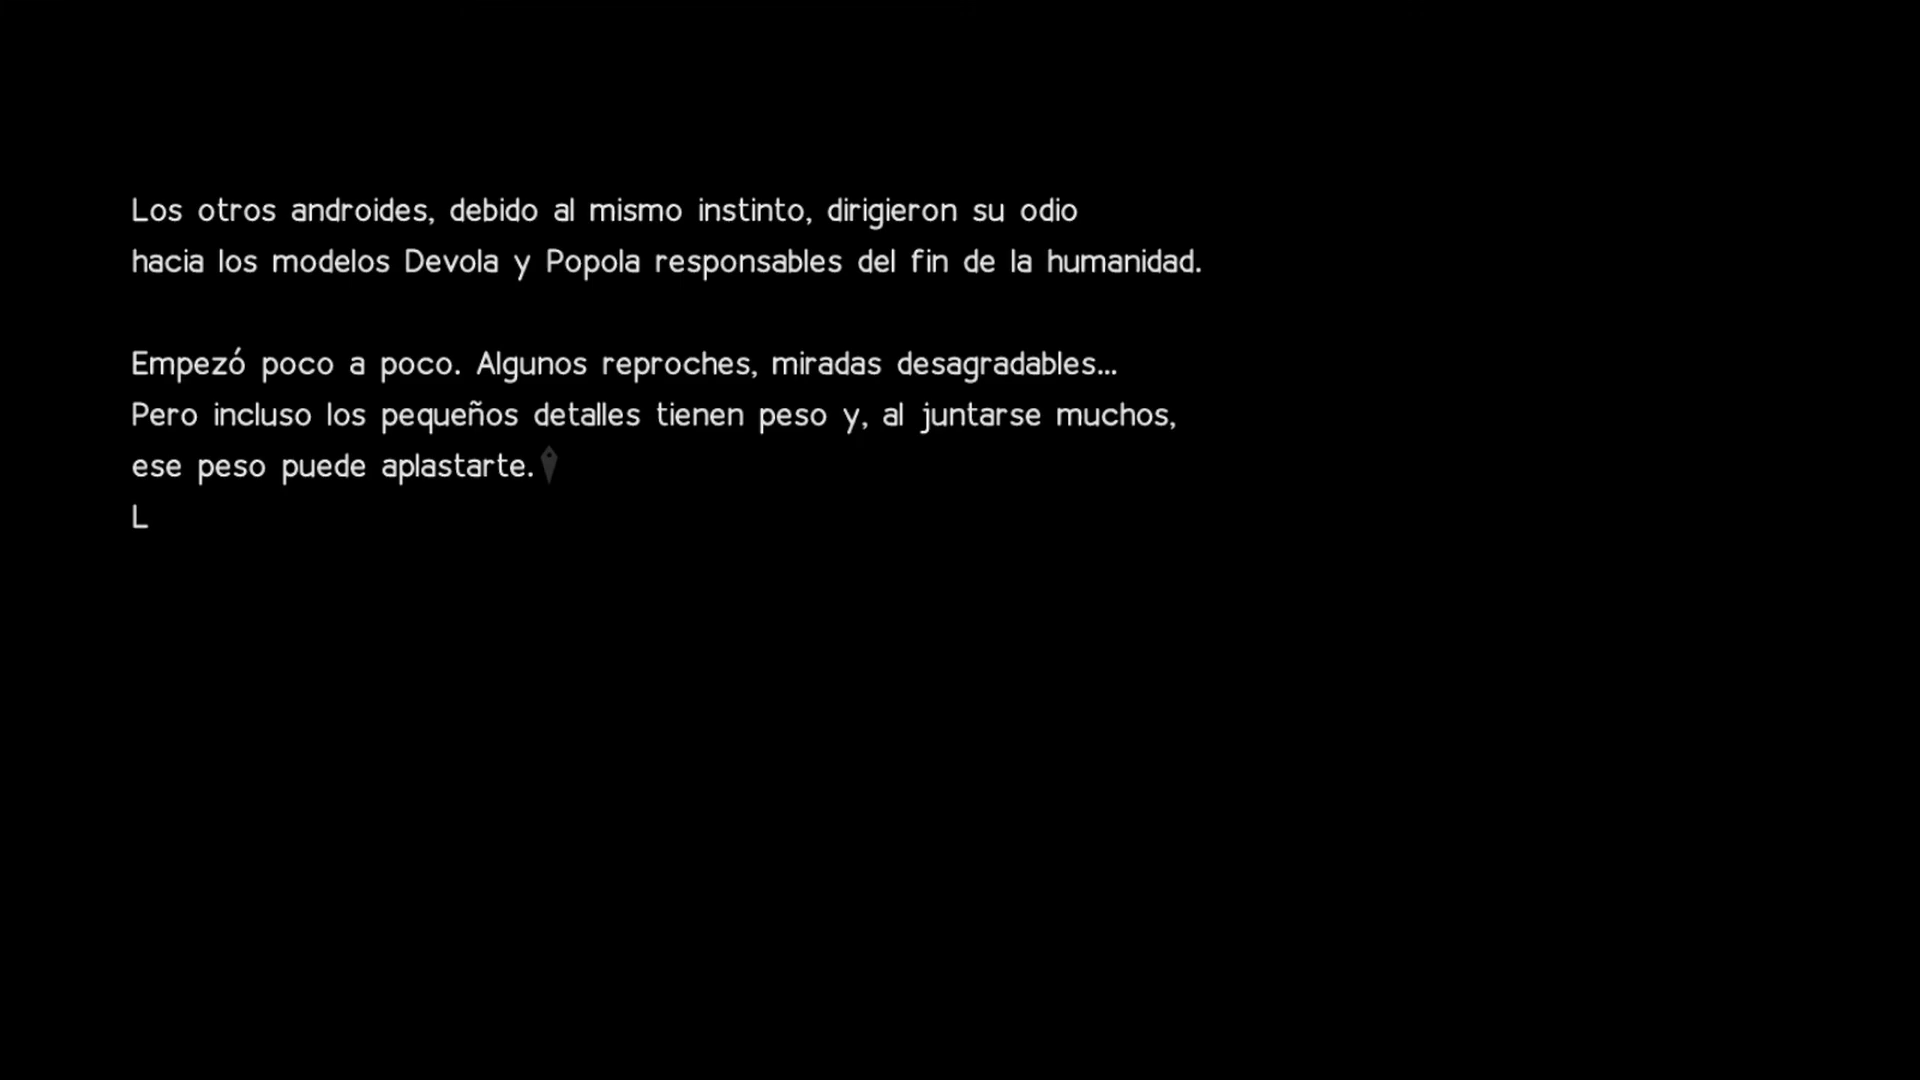 Los otros androides, debido al mismo instinto, dirigieron su odio
hacia los modelos Devola y Popola responsables del fin de la humanidad.
Empezó poco a poco. Algunos reproches, miradas desagradables...
Pero incluso los pequeños detalles tienen peso y, al juntarse muchos,
ese peso puede aplastarte.
L